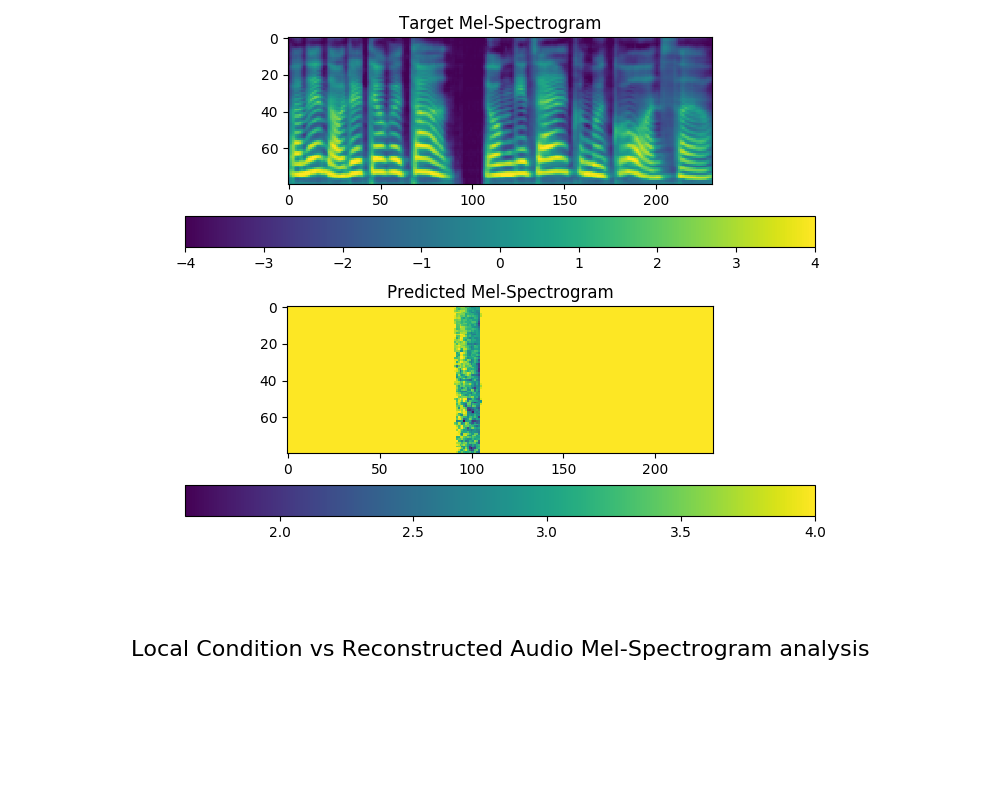 Target Mel-Spectrogram
0
20
40
60
0 50 100 150 200
−4 −3 −2 −1 0 1 2 3 4
Predicted Mel-Spectrogram
0
20
40
60
0 50 100 150 200
2.0 2.5 3.0 3.5 4.0
Local Condition vs Reconstructed Audio Mel-Spectrogram analysis